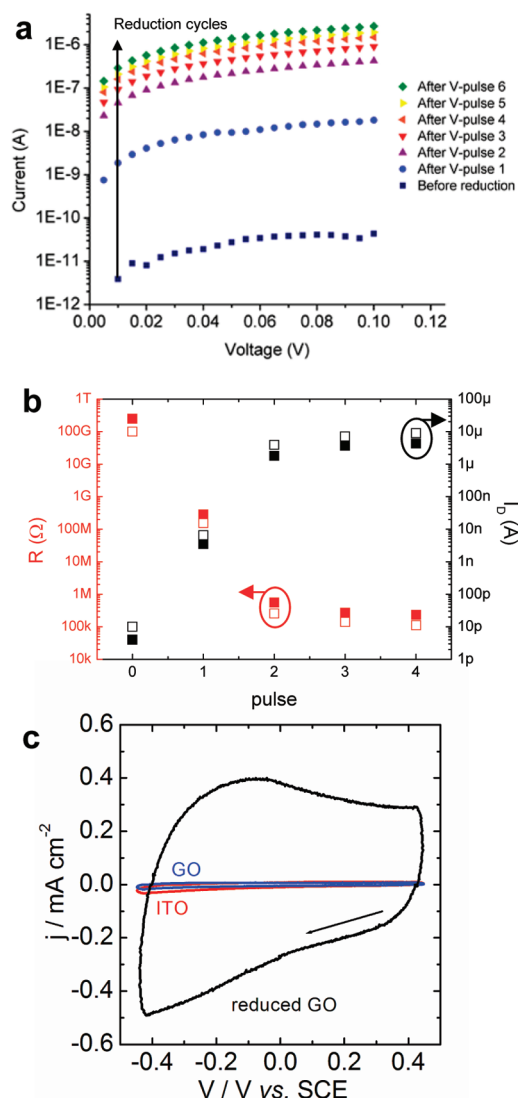 a
Reduction cycles
1E-6
1E-7
1E-8
1E-9
1E-10
1E-11
1E-12
Current (A)
After V-pulse 6
After V-pulse 5
After V-pulse 4
After V-pulse 3
After V-pulse 2
After V-pulse 1
Before reduction
0.00 0.02 0.04 0.06 0.08 0.10 0.12
Voltage (V)
b
1T
100G
10G
1G
100M
10M
1M
100k
10k
R (Ω)
100µ
10µ
1µ
100n
10n
1n
100p
10p
1p
I_D (A)
0 1 2 3 4
pulse
c
0.6
0.4
0.2
0.0
-0.2
-0.4
-0.6
j / mA cm⁻²
GO
ITO
reduced GO
-0.4 -0.2 0.0 0.2 0.4
V / V vs. SCE